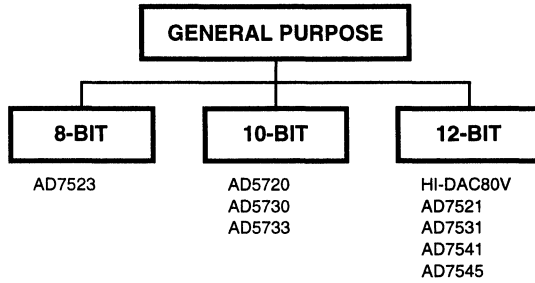 GENERAL PURPOSE
8-BIT
AD7523
10-BIT
AD5720
AD5730
AD5733
12-BIT
HI-DAC80V
AD7521
AD7531
AD7541
AD7545